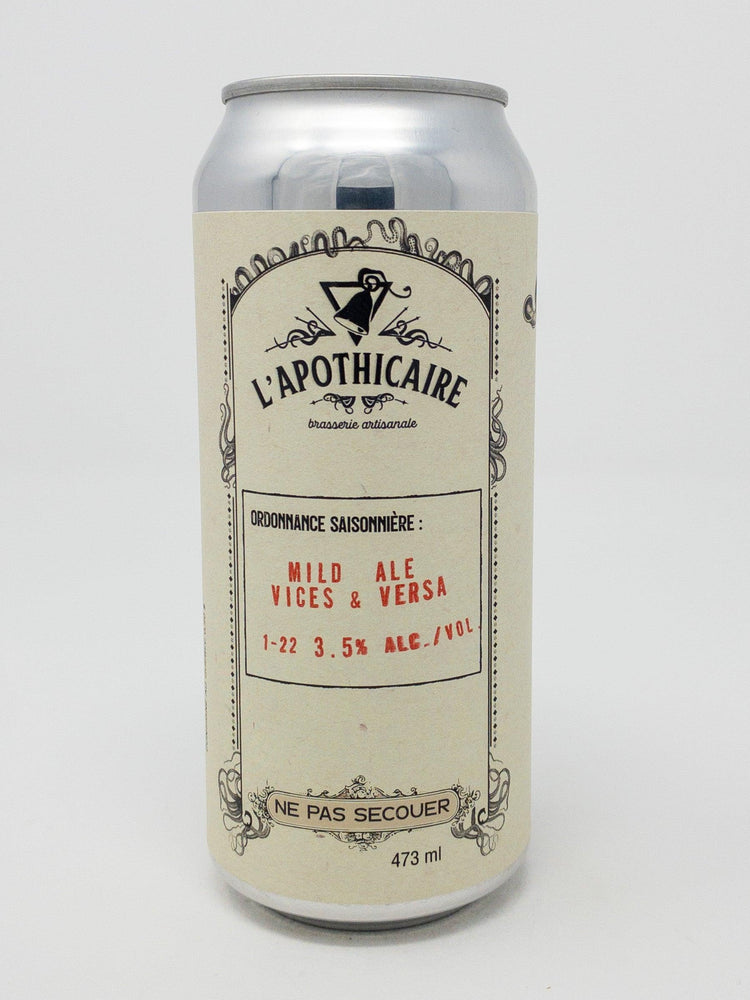 L'APOTHICAIRE
brasserie artisanale
ORDONNANCE SAISONNIÈRE :
MILD ALE
VICES & VERSA
1-22 3.5% ALC./VOL.
NE PAS SECOUER
473 ml